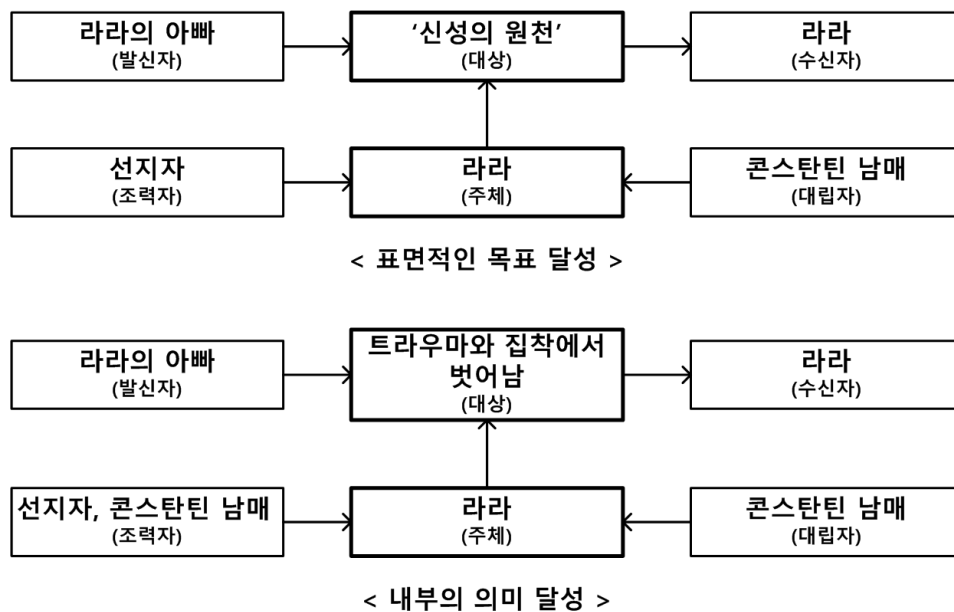 라라의 아빠
(발신자)
‘신성의 원천’
(대상)
라라
(수신자)
선지자
(조력자)
라라
(주체)
콘스탄틴 남매
(대립자)
< 표면적인 목표 달성 >
라라의 아빠
(발신자)
트라우마와 집착에서
벗어남
(대상)
라라
(수신자)
선지자, 콘스탄틴 남매
(조력자)
라라
(주체)
콘스탄틴 남매
(대립자)
< 내부의 의미 달성 >